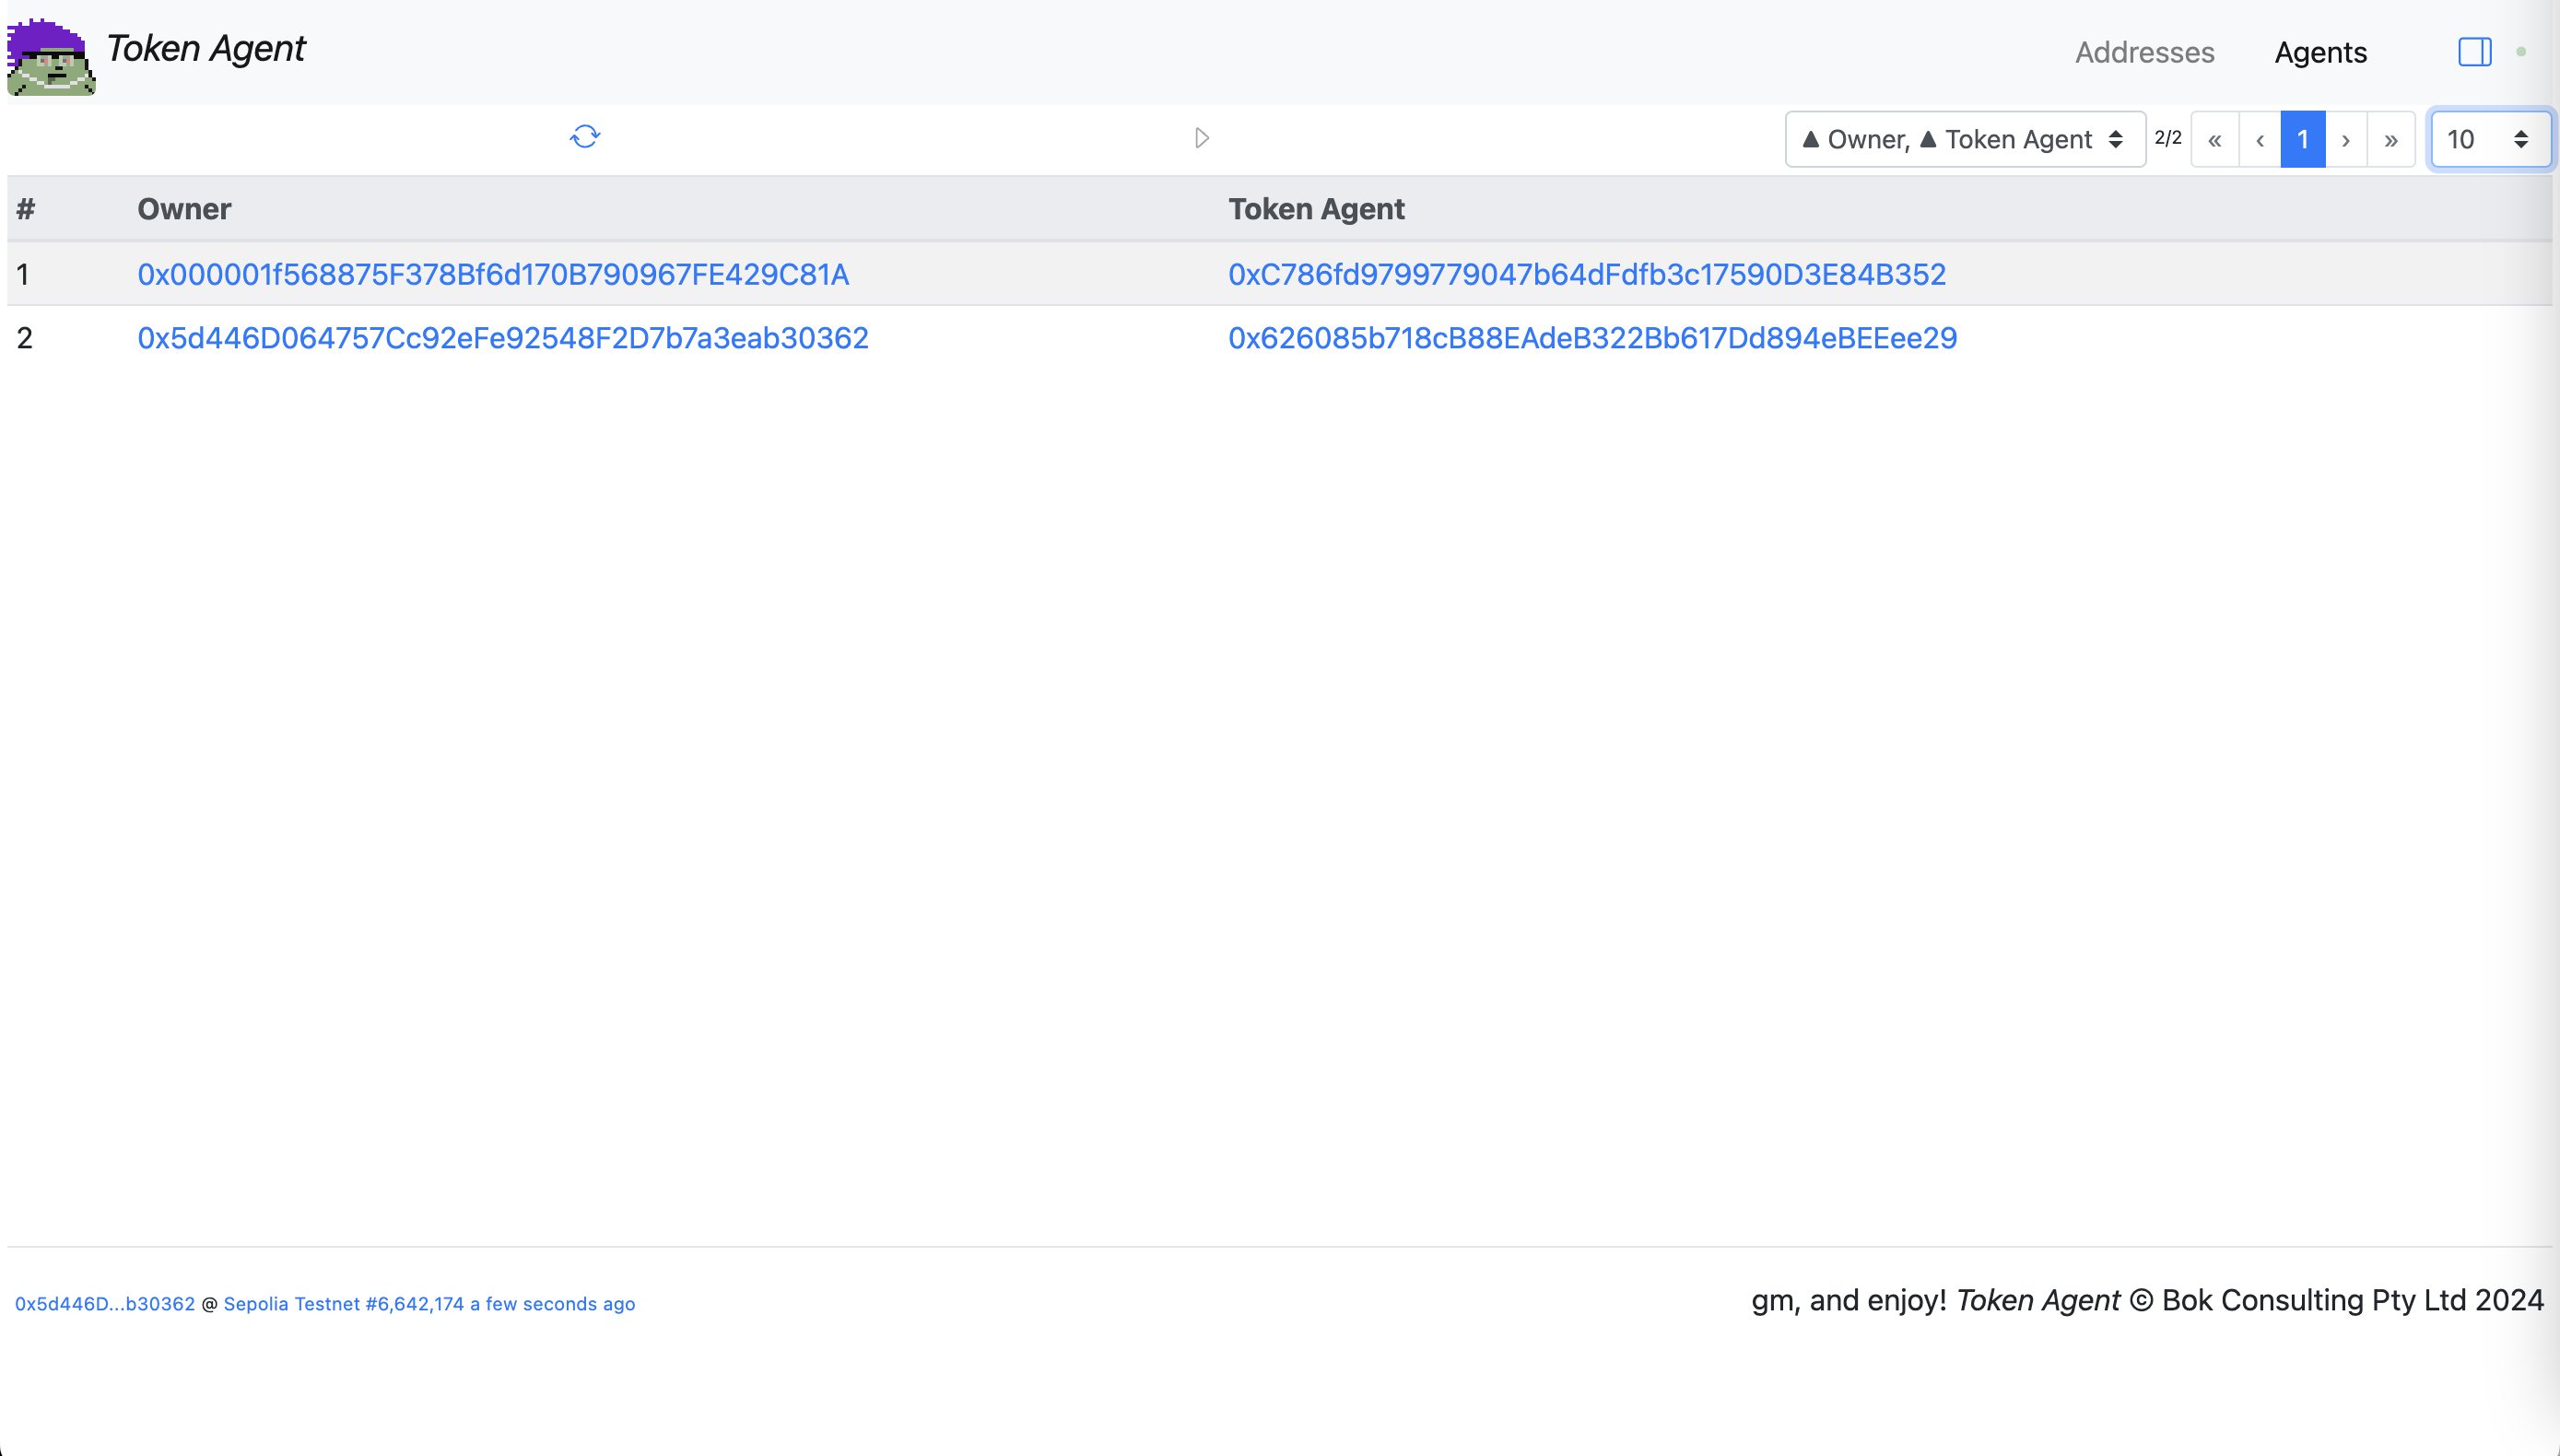 Token Agent
Addresses Agents
▲ Owner, ▲ Token Agent 2/2 « ‹ 1 › » 10
# Owner Token Agent
1 0x000001f568875F378Bf6d170B790967FE429C81A 0xC786fd9799779047b64dFdfb3c17590D3E84B352
2 0x5d446D064757Cc92eFe92548F2D7b7a3eab30362 0x626085b718cB88EAdeB322Bb617Dd894eBEEee29
0x5d446D...b30362 @ Sepolia Testnet #6,642,174 a few seconds ago
gm, and enjoy! Token Agent © Bok Consulting Pty Ltd 2024